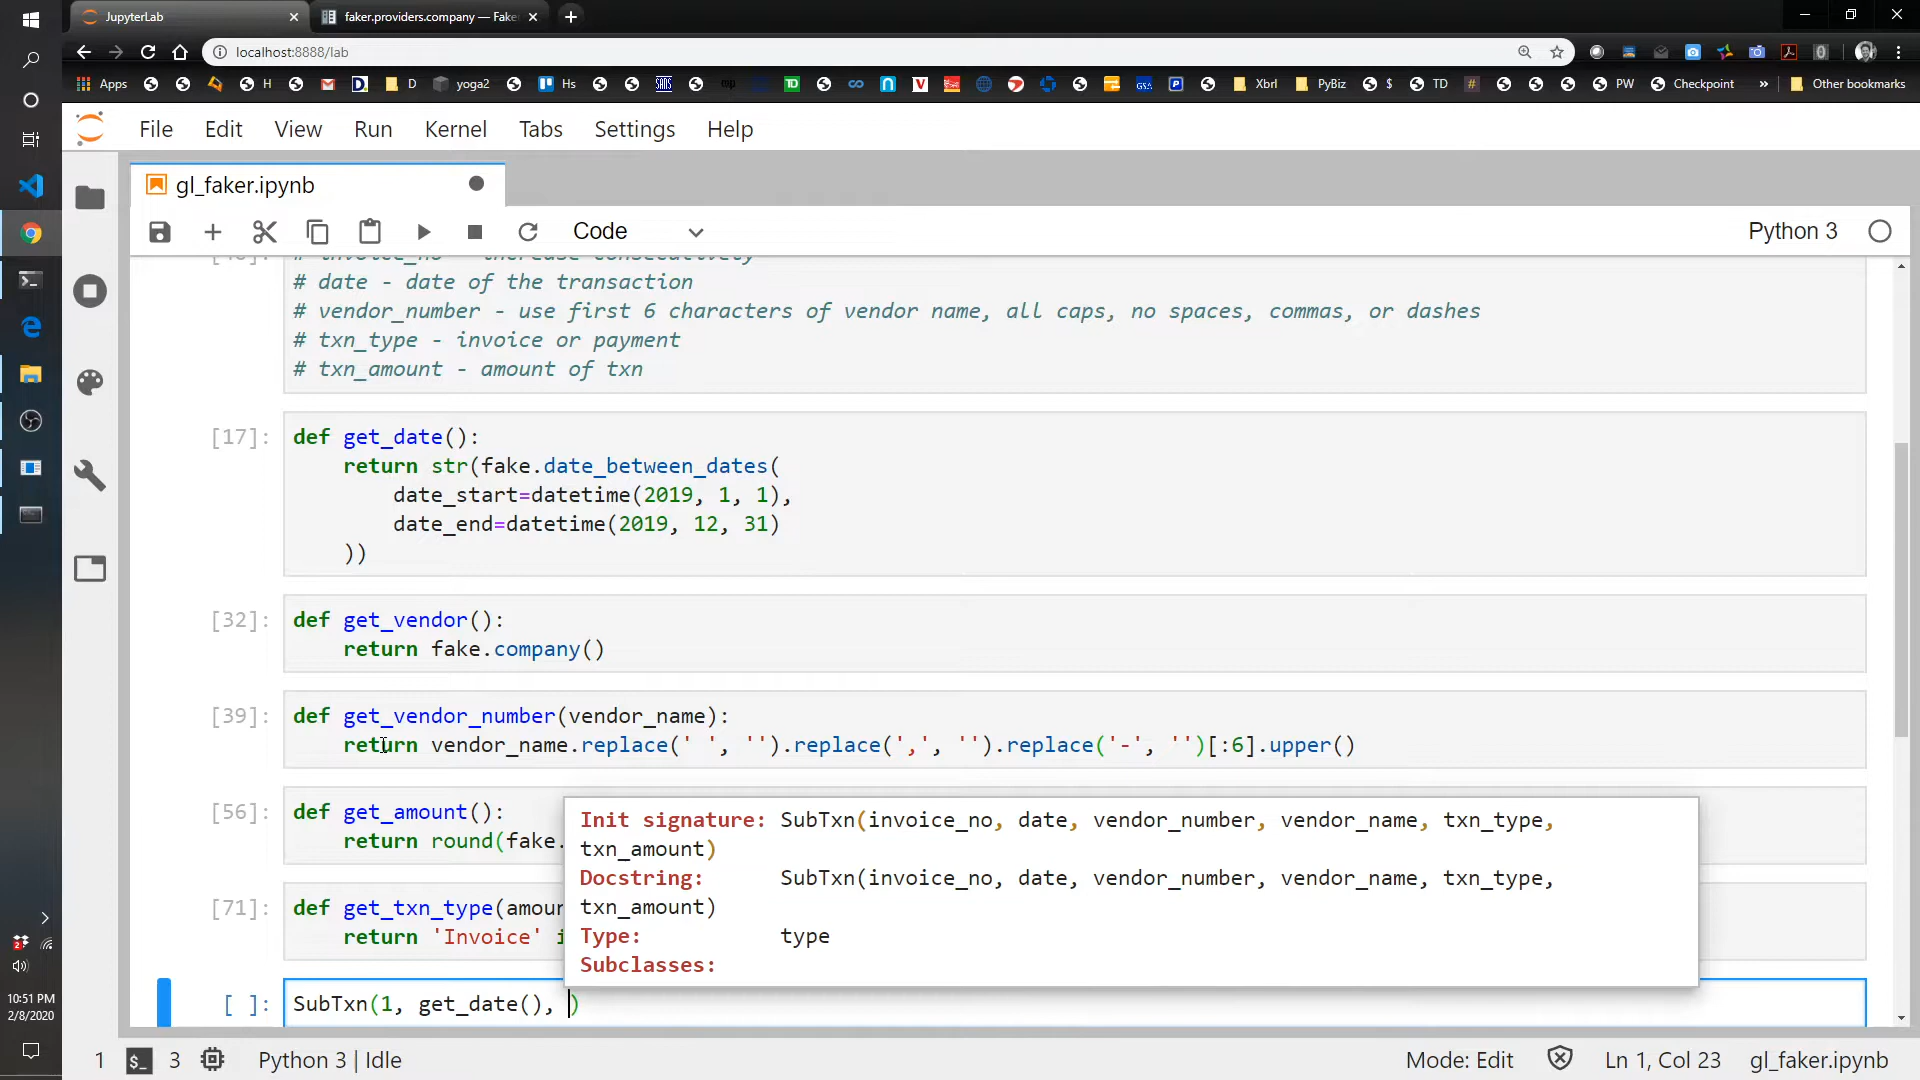 JupyterLab
faker.providers.company — Fake
localhost:8888/lab
Apps
H
D
yoga2
Hs
TD
Xbrl
PyBiz
$
TD
PW
Checkpoint
»
Other bookmarks
File Edit View Run Kernel Tabs Settings Help
gl_faker.ipynb
Code
Python 3
# date - date of the transaction
# vendor_number - use first 6 characters of vendor name, all caps, no spaces, commas, or dashes
# txn_type - invoice or payment
# txn_amount - amount of txn
[17]: def get_date():
return str(fake.date_between_dates(
date_start=datetime(2019, 1, 1),
date_end=datetime(2019, 12, 31)
))
[32]: def get_vendor():
return fake.company()
[39]: def get_vendor_number(vendor_name):
return vendor_name.replace(' ', '').replace(',', '').replace('-', '')[:6].upper()
[56]: def get_amount():
return round(fake.
[71]: def get_txn_type(amoun
return 'Invoice' i
Init signature: SubTxn(invoice_no, date, vendor_number, vendor_name, txn_type,
txn_amount)
Docstring: SubTxn(invoice_no, date, vendor_number, vendor_name, txn_type,
txn_amount)
Type: type
Subclasses:
[ ]: SubTxn(1, get_date(), )
10:51 PM
2/8/2020
1 $_ 3 Python 3 | Idle
Mode: Edit Ln 1, Col 23 gl_faker.ipynb